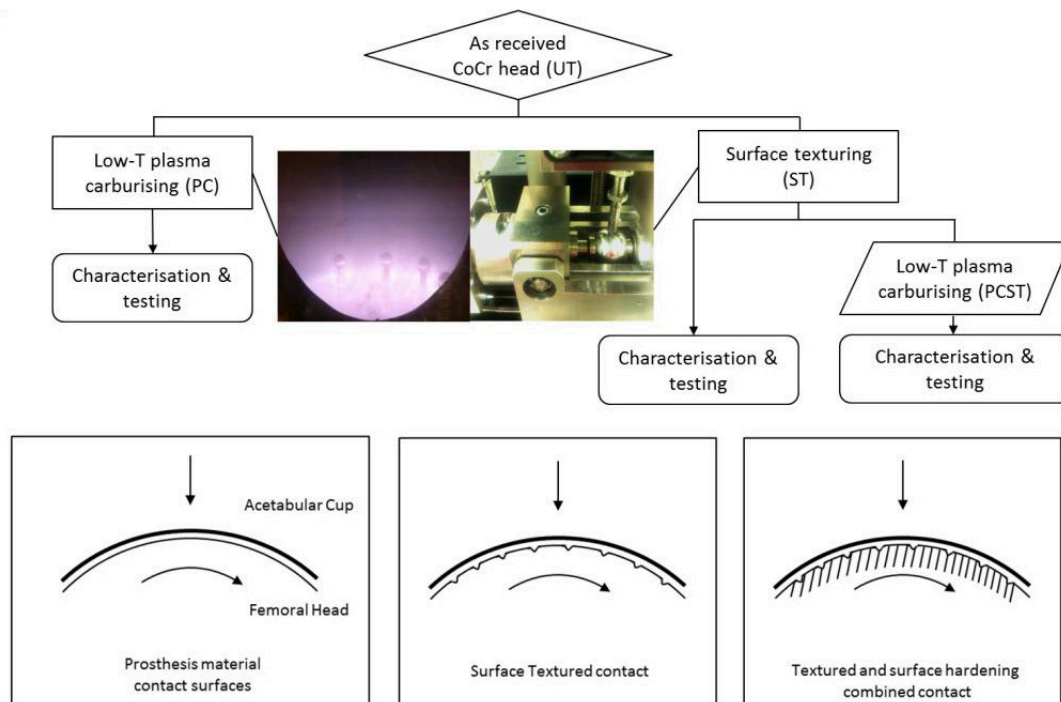 As received
CoCr head (UT)
Low-T plasma
carburising (PC)
Surface texturing
(ST)
Characterisation &
testing
Low-T plasma
carburising (PCST)
Characterisation &
testing
Characterisation &
testing
Acetabular Cup
Femoral Head
Prosthesis material
contact surfaces
Surface Textured contact
Textured and surface hardening
combined contact